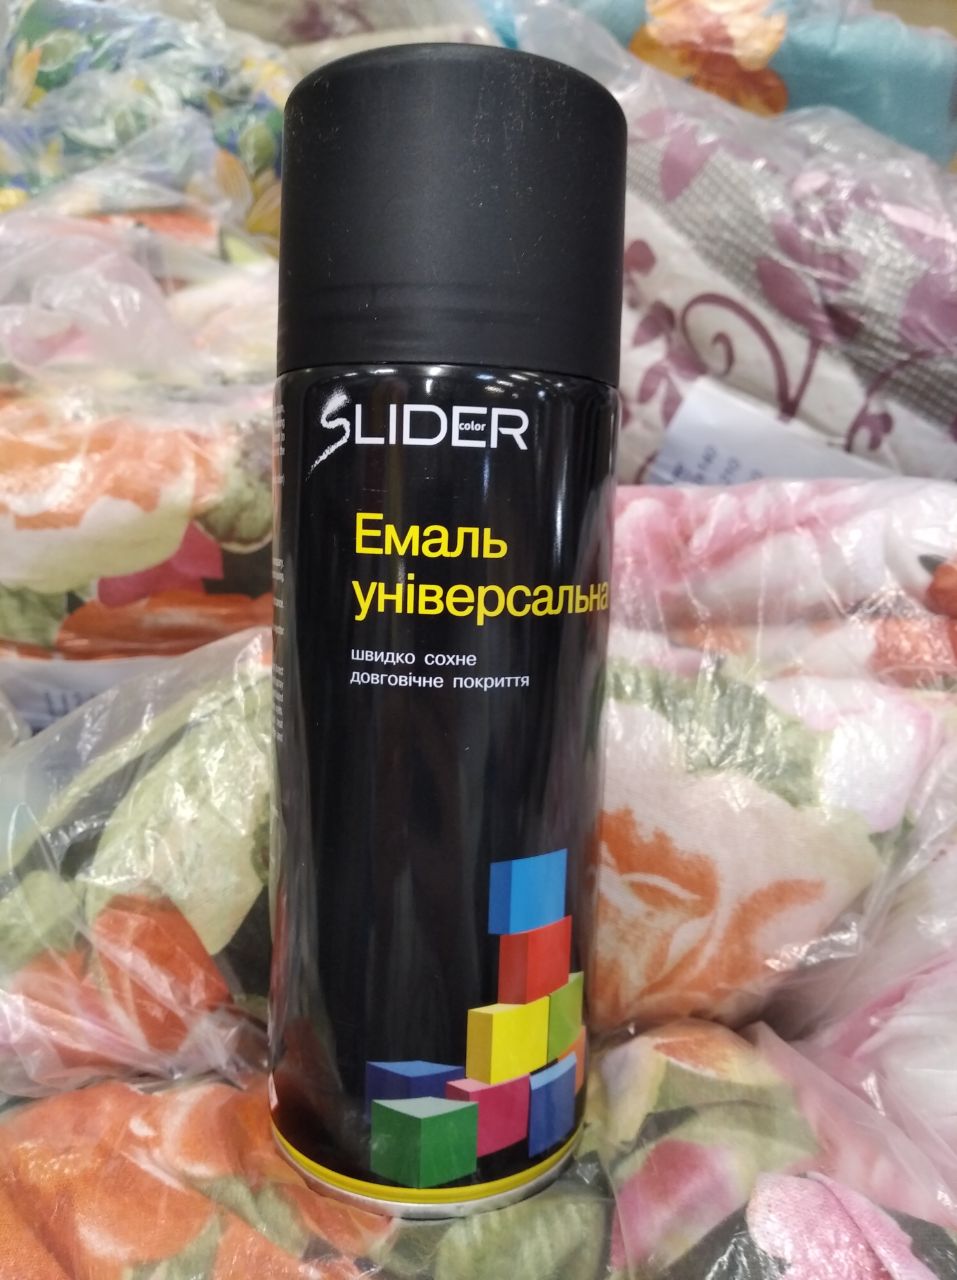 SLIDER
color
Емаль
універсальна
швидко сохне
довговічне покриття